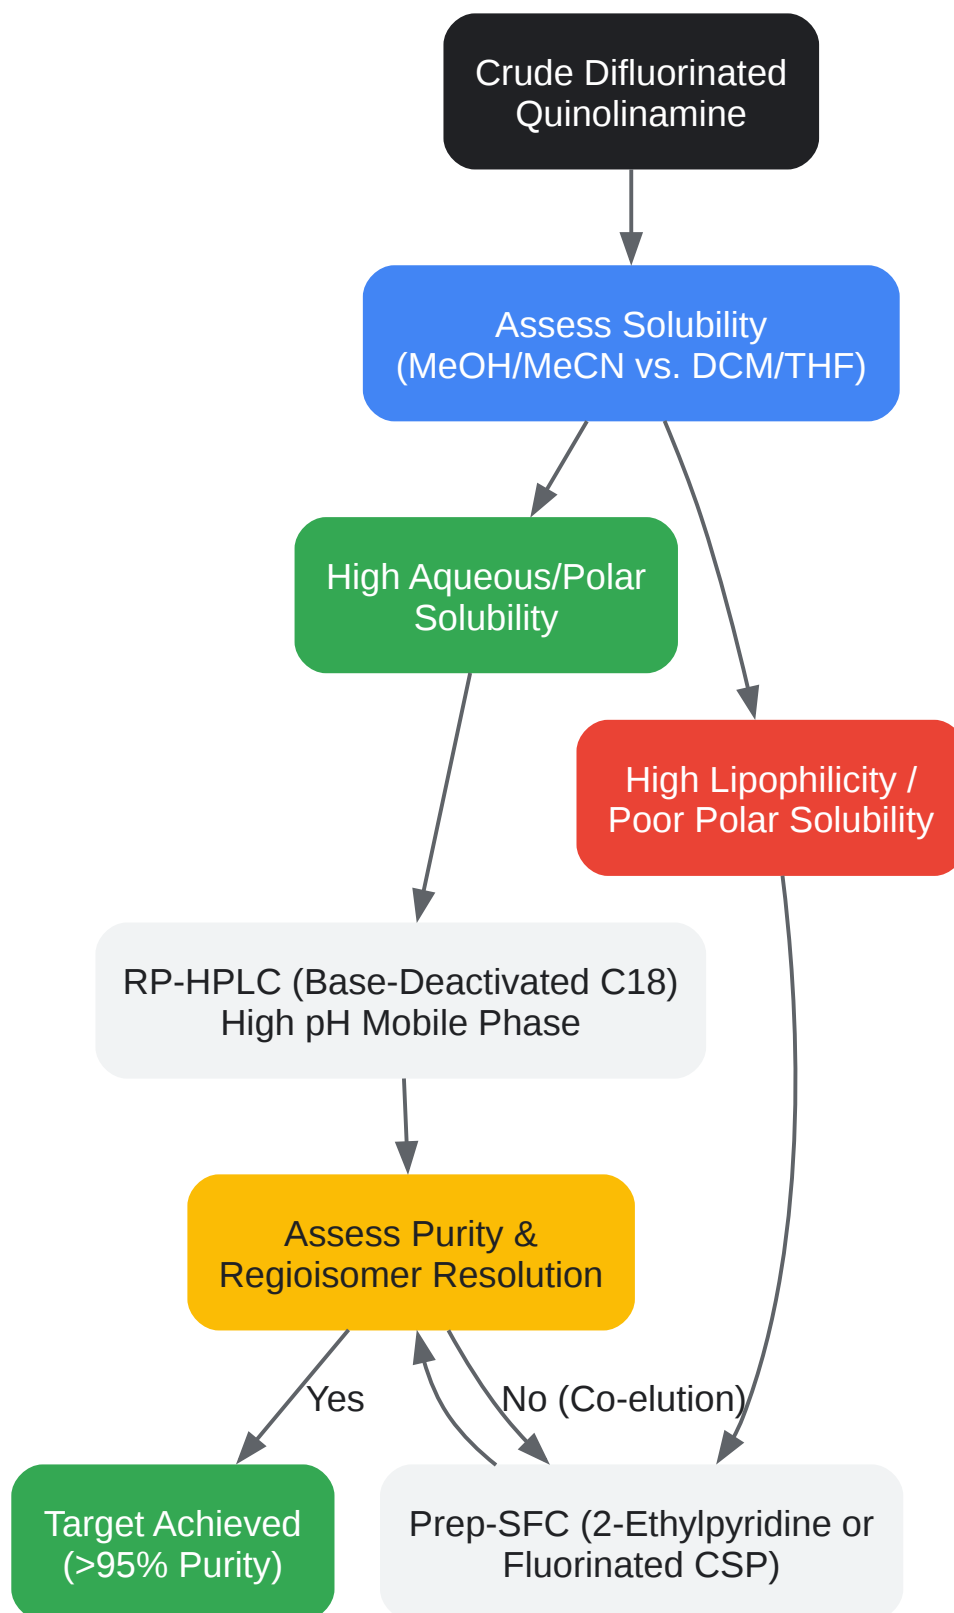 Crude Difluorinated
Quinolinamine
Assess Solubility
(MeOH/MeCN vs. DCM/THF)
High Aqueous/Polar
Solubility
High Lipophilicity /
Poor Polar Solubility
RP-HPLC (Base-Deactivated C18)
High pH Mobile Phase
Assess Purity &
Regioisomer Resolution
Yes
No (Co-elution)
Target Achieved
(>95% Purity)
Prep-SFC (2-Ethylpyridine or
Fluorinated CSP)